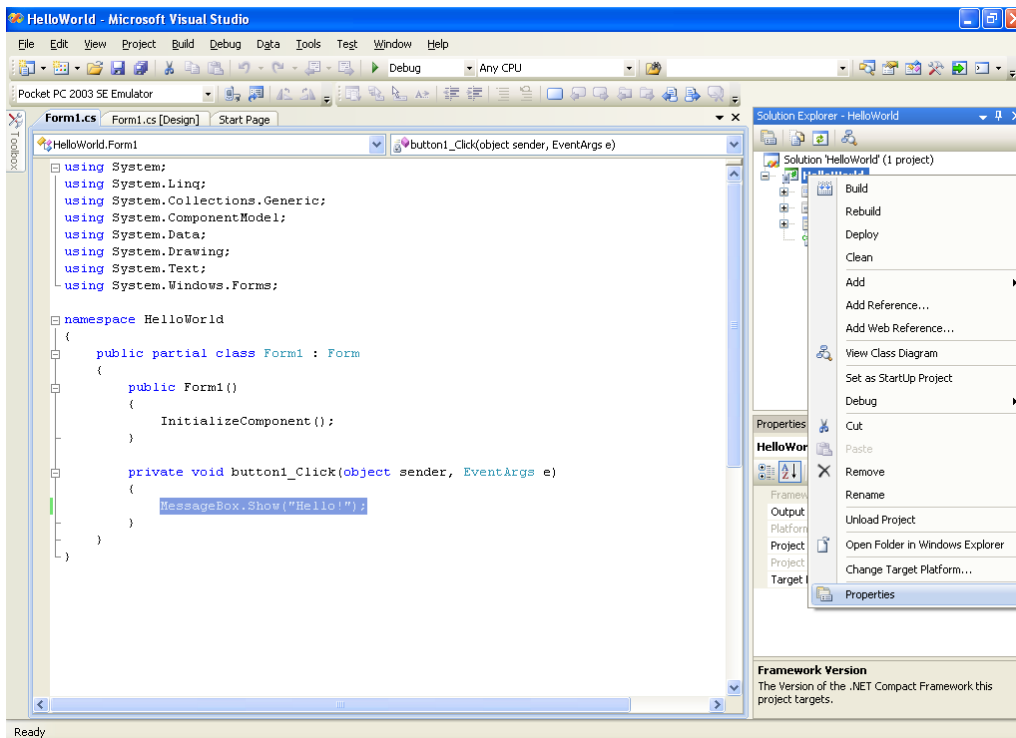 HelloWorld - Microsoft Visual Studio
File Edit View Project Build Debug Data Tools Test Window Help
Debug Any CPU
Pocket PC 2003 SE Emulator
Toolbox
Form1.cs Form1.cs [Design] Start Page
HelloWorld.Form1 button1_Click(object sender, EventArgs e)
using System;
using System.Linq;
using System.Collections.Generic;
using System.ComponentModel;
using System.Data;
using System.Drawing;
using System.Text;
using System.Windows.Forms;
namespace HelloWorld
{
public partial class Form1 : Form
{
public Form1()
{
InitializeComponent();
}
private void button1_Click(object sender, EventArgs e)
{
MessageBox.Show("Hello!");
}
}
}
Solution Explorer - HelloWorld
Solution 'HelloWorld' (1 project)
HelloWorld
Build
Rebuild
Deploy
Clean
Add
Add Reference...
Add Web Reference...
View Class Diagram
Set as StartUp Project
Debug
Cut
Paste
Remove
Rename
Unload Project
Open Folder in Windows Explorer
Change Target Platform...
Properties
Properties
HelloWor
Framew
Output
Platform
Project
Project
Target
Framework Version
The Version of the .NET Compact Framework this
project targets.
Ready